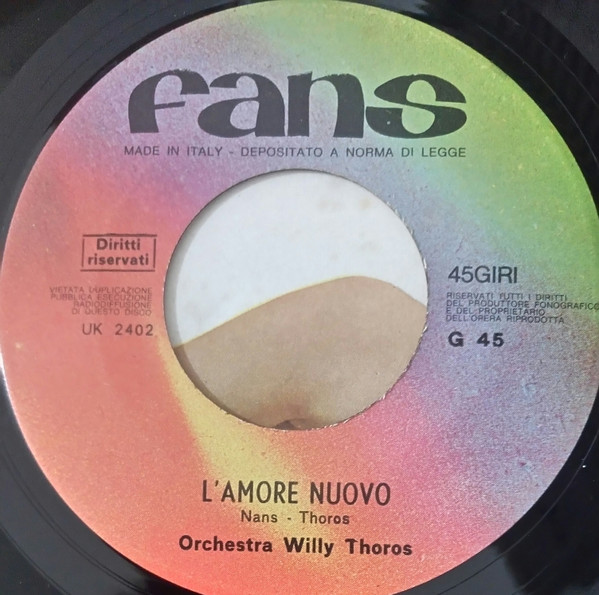 fans
MADE IN ITALY - DEPOSITATO A NORMA DI LEGGE
Diritti
riservati
VIETATA DUPLICAZIONE
PUBBLICA ESECUZIONE
RADIODIFFUSIONE
DI QUESTO DISCO
UK 2402
45GIRI
RISERVATI TUTTI I DIRITTI
DEL PRODUTTORE FONOGRAFICO
E DEL PROPRIETARIO
DELL'OPERA RIPRODOTTA
G 45
L'AMORE NUOVO
Nans - Thoros
Orchestra Willy Thoros